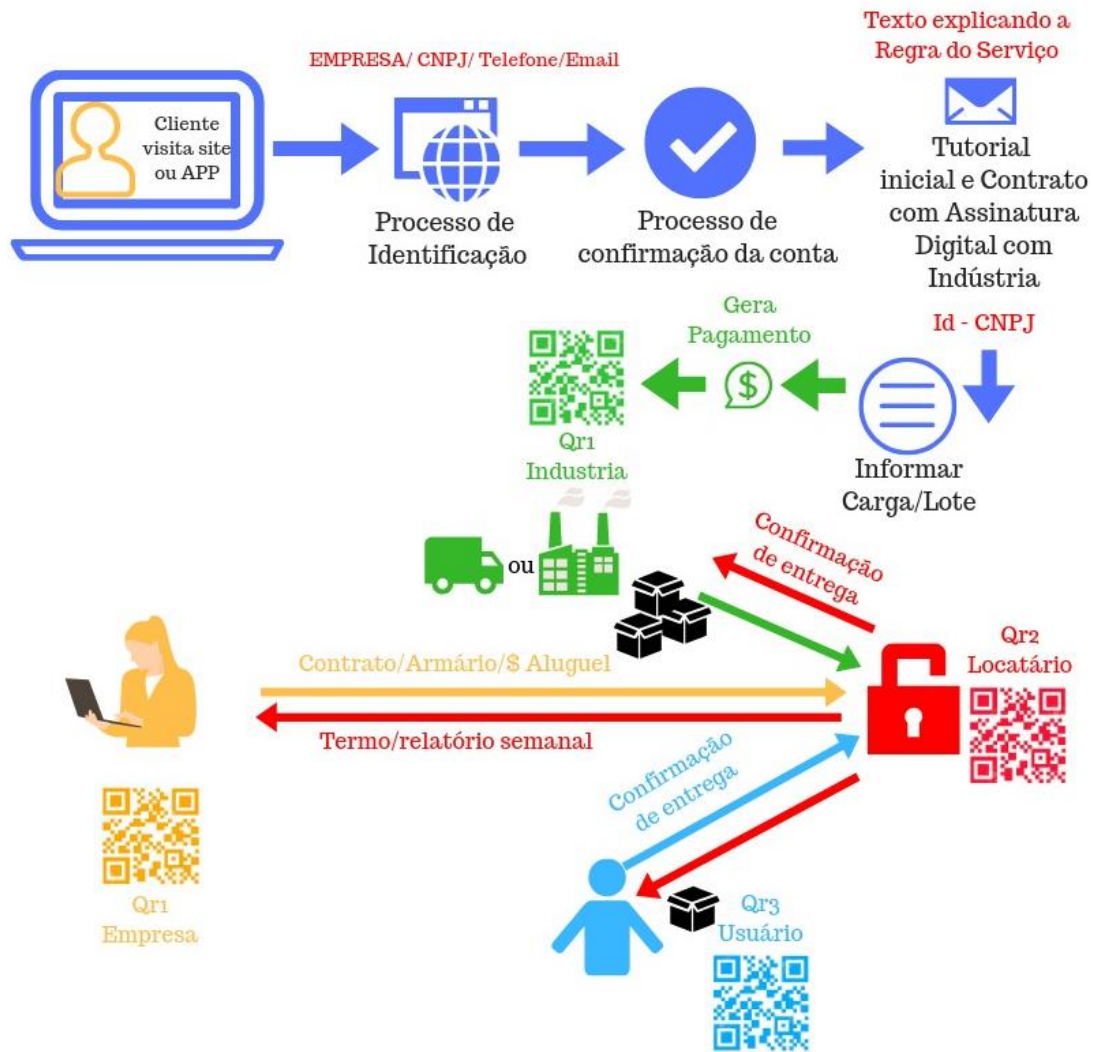 Texto explicando a
Regra do Serviço
EMPRESA/ CNPJ/ Telefone/Email
Cliente
visita site
ou APP
Processo de
Identificação
Processo de
confirmação da conta
Tutorial
inicial e Contrato
com Assinatura
Digital com
Indústria
Id - CNPJ
Gera
Pagamento
$
Informar
Carga/Lote
Qr1
Industria
ou
Confirmação
de entrega
Qr2
Locatário
Contrato/Armário/$ Aluguel
Termo/relatório semanal
Confirmação
de entrega
Qr1
Empresa
Qr3
Usuário